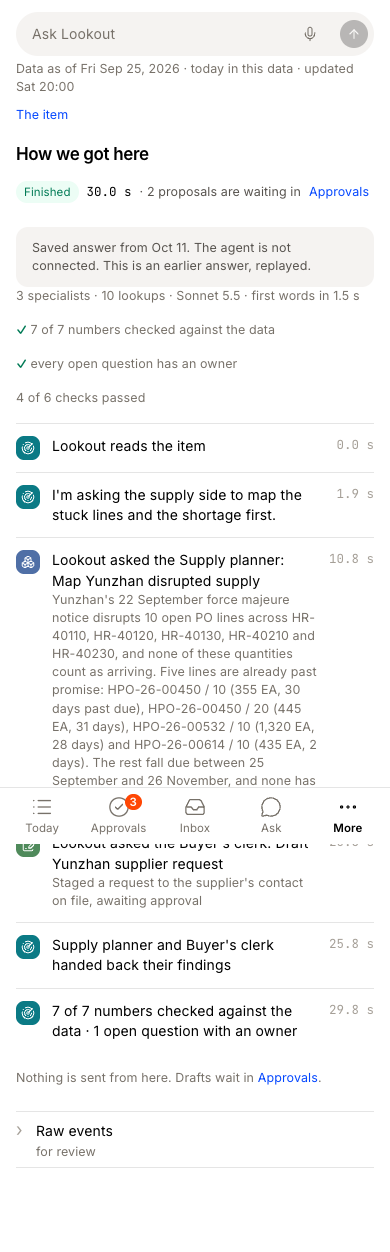 Ask Lookout
Data as of Fri Sep 25, 2026 · today in this data · updated
Sat 20:00
The item
How we got here
Finished 30.0 s · 2 proposals are waiting in Approvals
Saved answer from Oct 11. The agent is not
connected. This is an earlier answer, replayed.
3 specialists · 10 lookups · Sonnet 5.5 · first words in 1.5 s
7 of 7 numbers checked against the data
every open question has an owner
4 of 6 checks passed
Lookout reads the item 0.0 s
I'm asking the supply side to map the 1.9 s
stuck lines and the shortage first.
Lookout asked the Supply planner: 10.8 s
Map Yunzhan disrupted supply
Yunzhan's 22 September force majeure
notice disrupts 10 open PO lines across HR-
40110, HR-40120, HR-40130, HR-40210 and
HR-40230, and none of these quantities
count as arriving. Five lines are already past
promise: HPO-26-00450 / 10 (355 EA, 30
days past due), HPO-26-00450 / 20 (445
EA, 31 days), HPO-26-00532 / 10 (1,320 EA,
28 days) and HPO-26-00614 / 10 (435 EA, 2
days). The rest fall due between 25
September and 26 November, and none has
Today
Approvals 3
Inbox
Ask
More
Lookout asked the Buyer's clerk: Draft
Yunzhan supplier request
Staged a request to the supplier's contact
on file, awaiting approval
Supply planner and Buyer's clerk 25.8 s
handed back their findings
7 of 7 numbers checked against the 29.8 s
data · 1 open question with an owner
Nothing is sent from here. Drafts wait in Approvals.
Raw events
for review